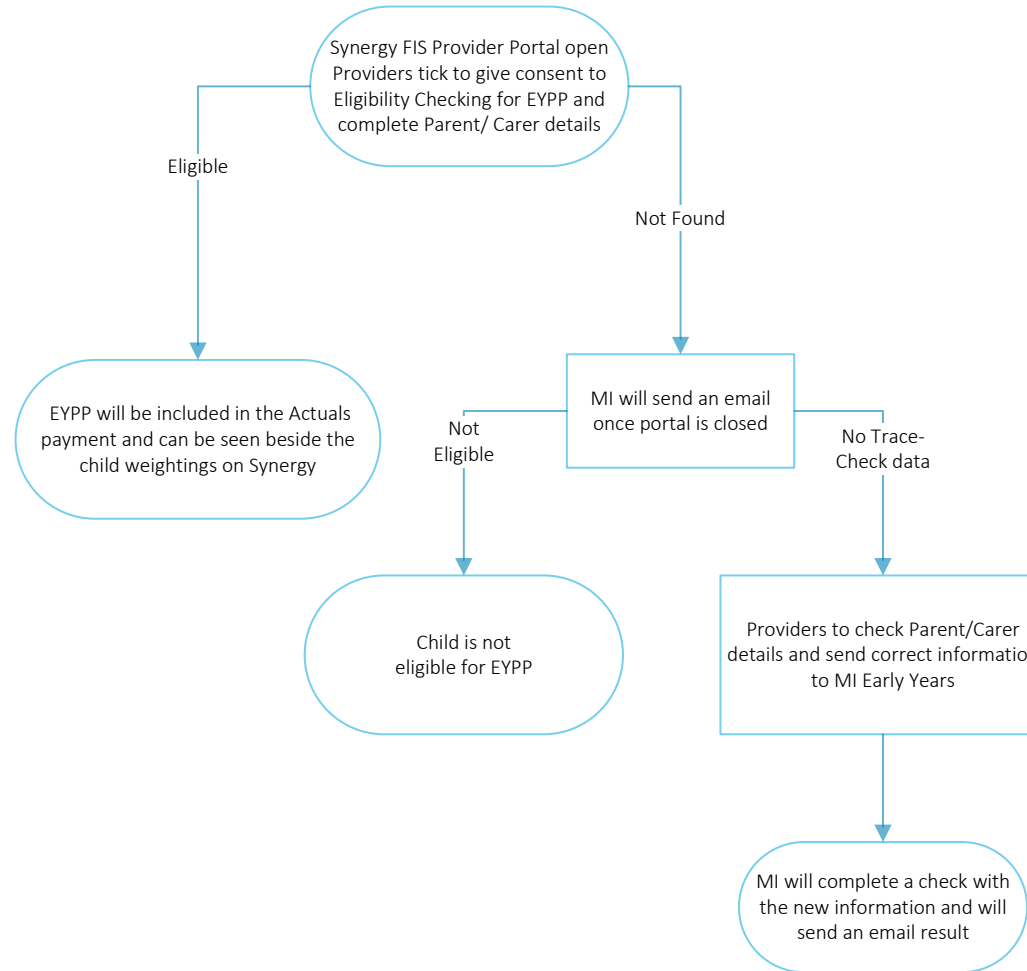 Synergy FIS Provider Portal open
Providers tick to give consent to
Eligibility Checking for EYPP and
complete Parent/ Carer details
Eligible
Not Found
EYPP will be included in the Actuals
payment and can be seen beside the
child weightings on Synergy
MI will send an email
once portal is closed
Not
Eligible
No Trace-
Check data
Child is not
eligible for EYPP
Providers to check Parent/Carer
details and send correct informatio
to MI Early Years
MI will complete a check with
the new information and will
send an email result